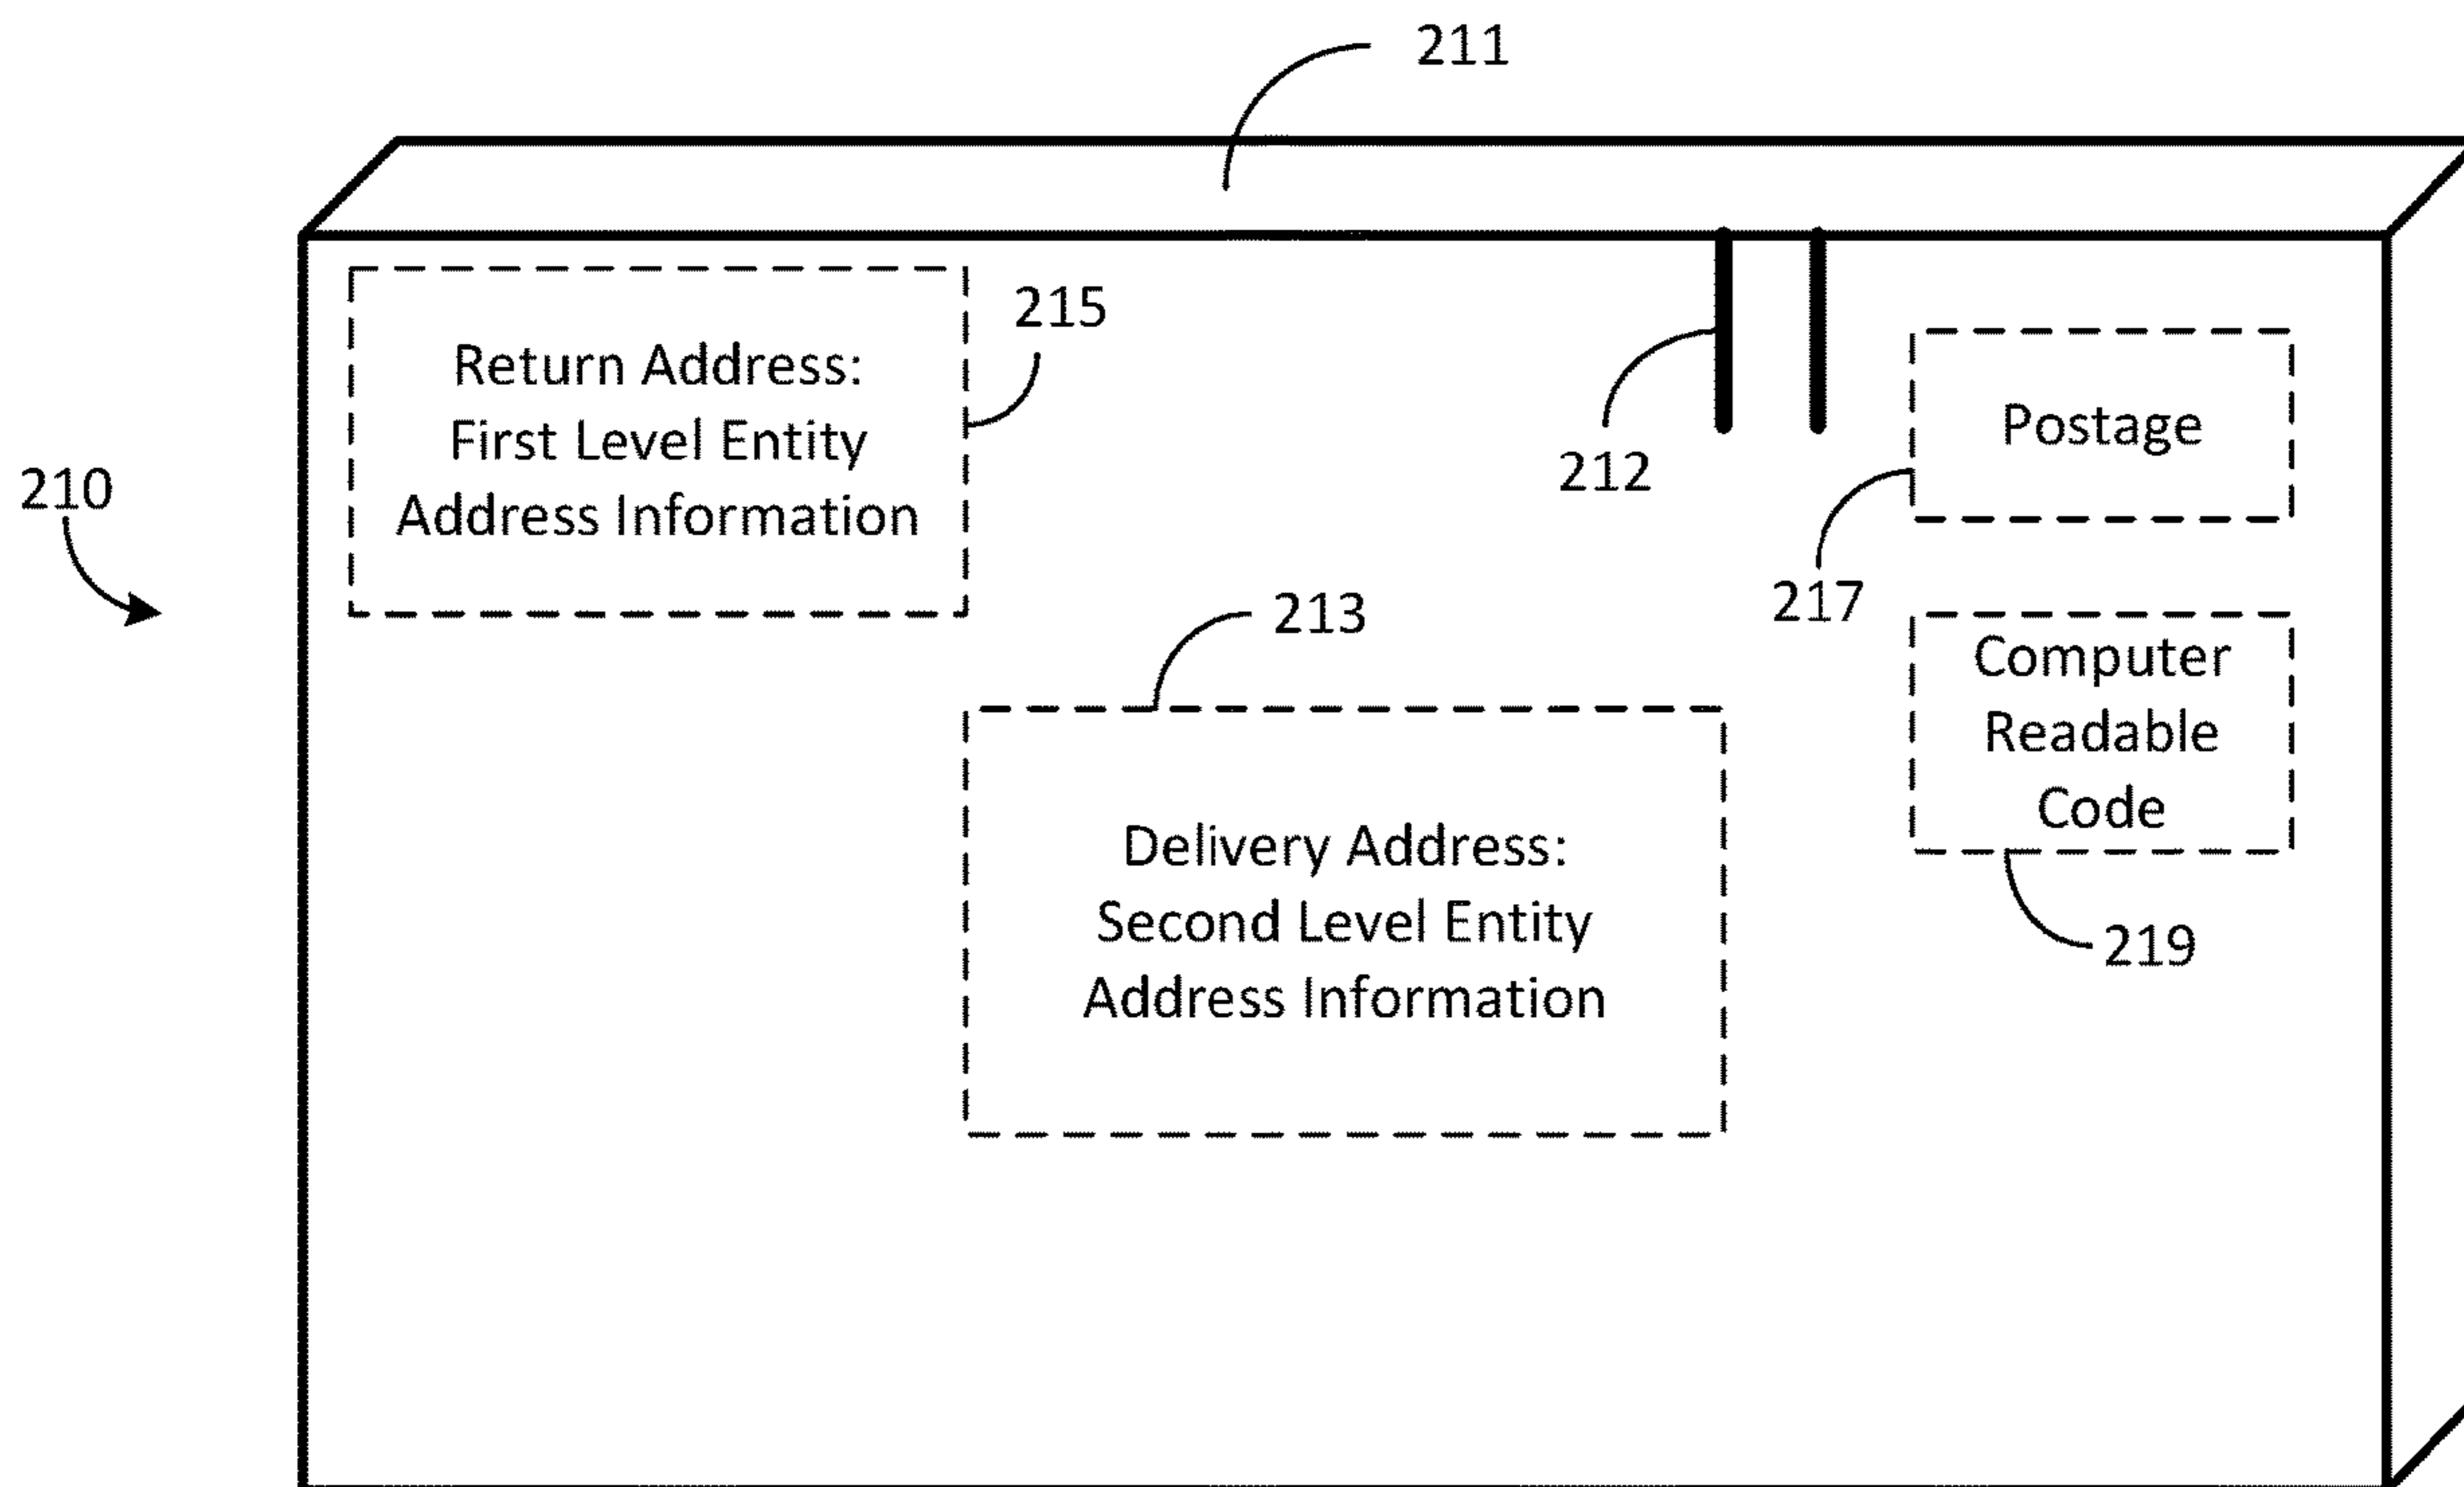 211
215
Return Address:
First Level Entity
Address Information
212
Postage
210
217
213
Computer
Readable
Code
Delivery Address:
Second Level Entity
Address Information
219